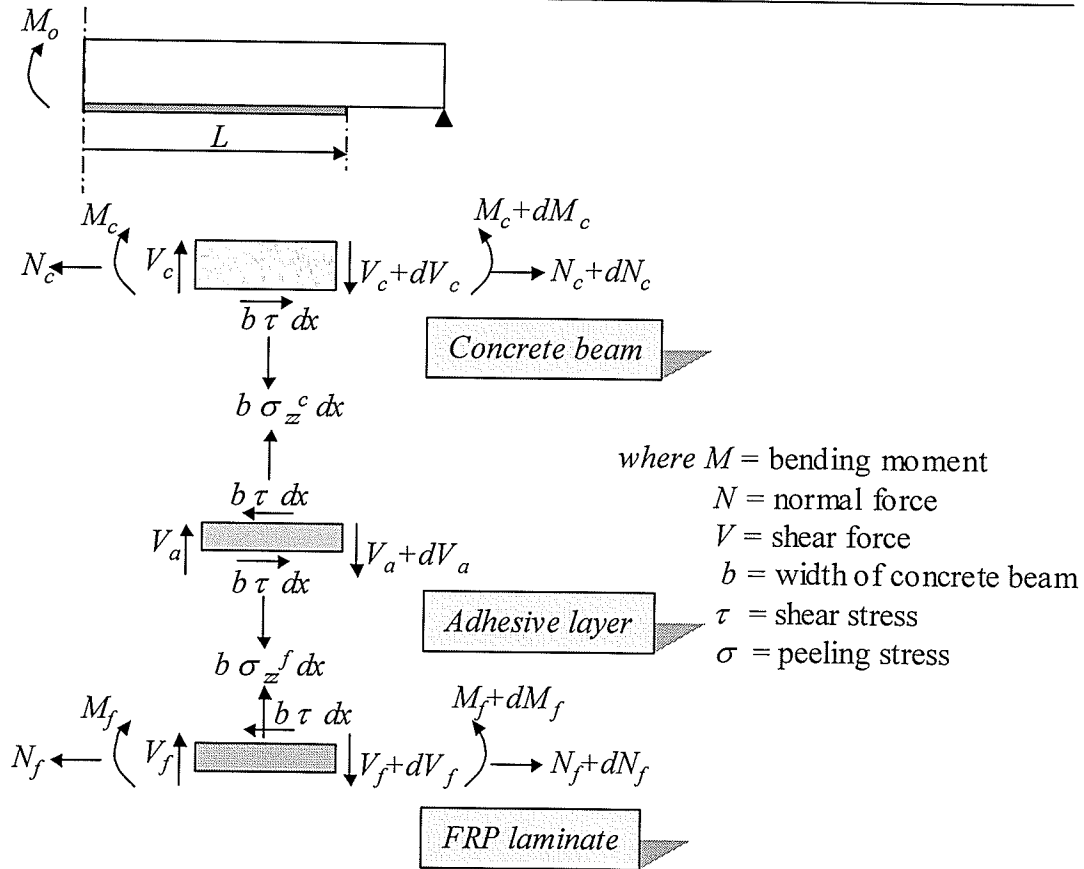 M_o
L
M_c
M_c+dM_c
N_c
V_c
V_c+dV_c
N_c+dN_c
b τ dx
Concrete beam
b σ_zz^c dx
where M = bending moment
b τ dx
N = normal force
V_a
V_a+dV_a
V = shear force
b τ dx
b = width of concrete beam
Adhesive layer
τ = shear stress
b σ_zz^f dx
σ = peeling stress
M_f
b τ dx
M_f+dM_f
N_f
V_f
V_f+dV_f
N_f+dN_f
FRP laminate